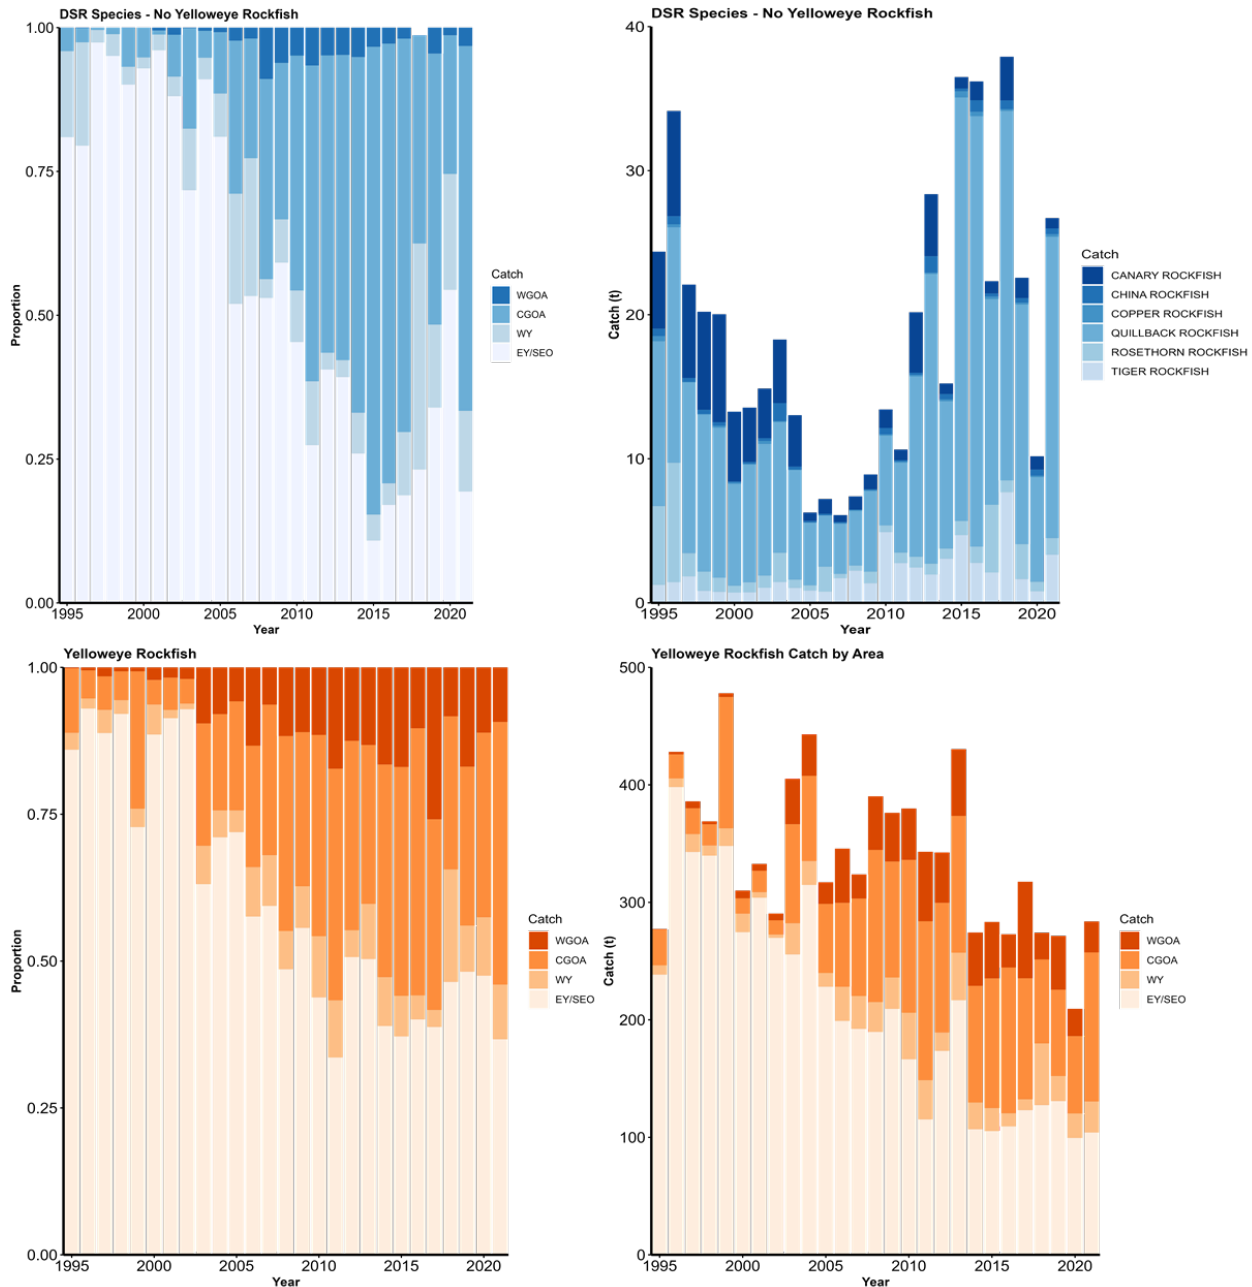 DSR Species - No Yelloweye Rockfish
1.00
0.75
0.50
0.25
0.00
Proportion
1995
2000
2005
2010
2015
2020
Year
Catch
WGOA
CGOA
WY
EY/SEO
DSR Species - No Yelloweye Rockfish
40
30
20
10
0
Catch (t)
1995
2000
2005
2010
2015
2020
Year
Catch
CANARY ROCKFISH
CHINA ROCKFISH
COPPER ROCKFISH
QUILLBACK ROCKFISH
ROSETHORN ROCKFISH
TIGER ROCKFISH
Yelloweye Rockfish
1.00
0.75
0.50
0.25
0.00
Proportion
1995
2000
2005
2010
2015
2020
Year
Catch
WGOA
CGOA
WY
EY/SEO
Yelloweye Rockfish Catch by Area
500
400
300
200
100
0
Catch (t)
1995
2000
2005
2010
2015
2020
Year
Catch
WGOA
CGOA
WY
EY/SEO